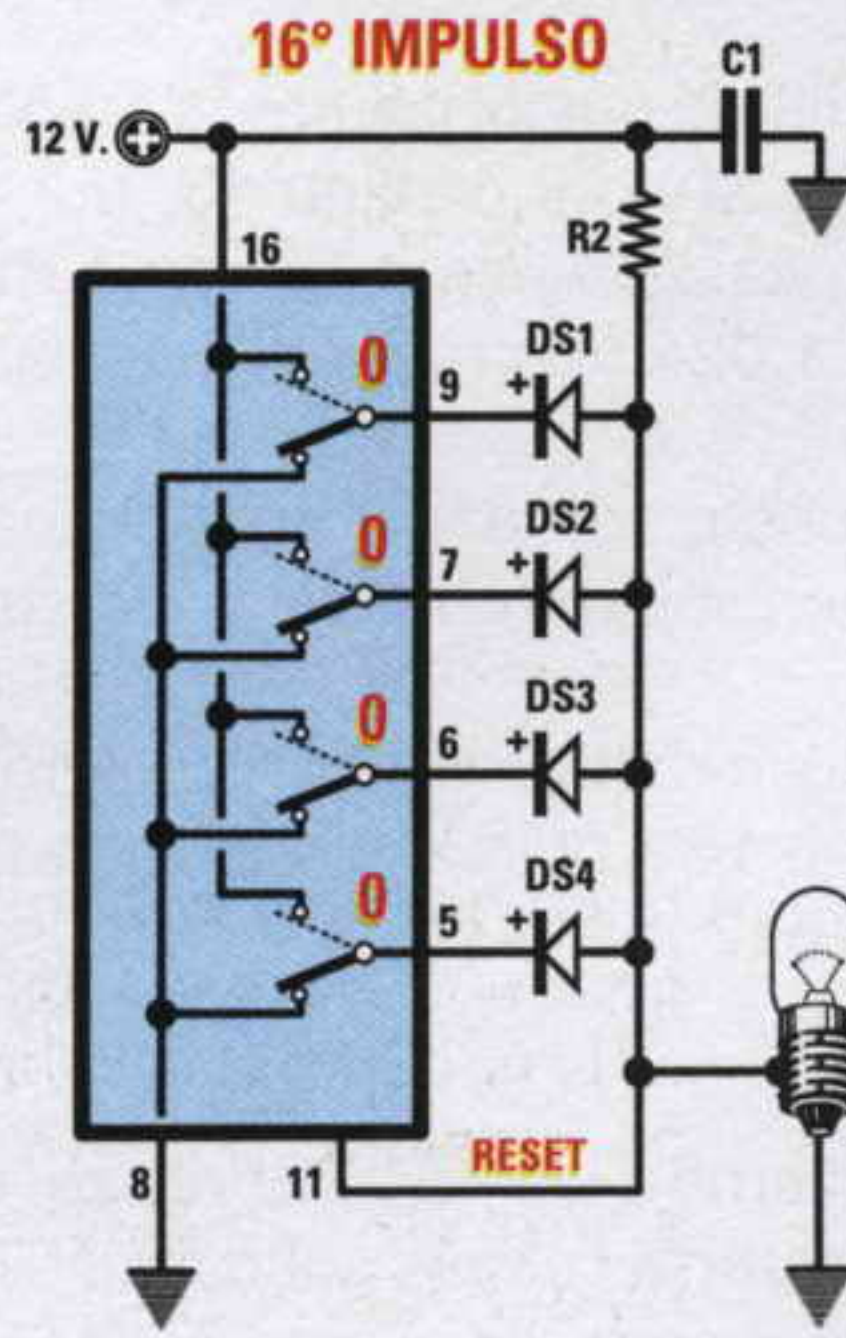 16° IMPULSO
C1
12 V.
R2
16
DS1
0
9
+
DS2
0
7
+
DS3
0
6
+
DS4
0
5
+
RESET
8
11